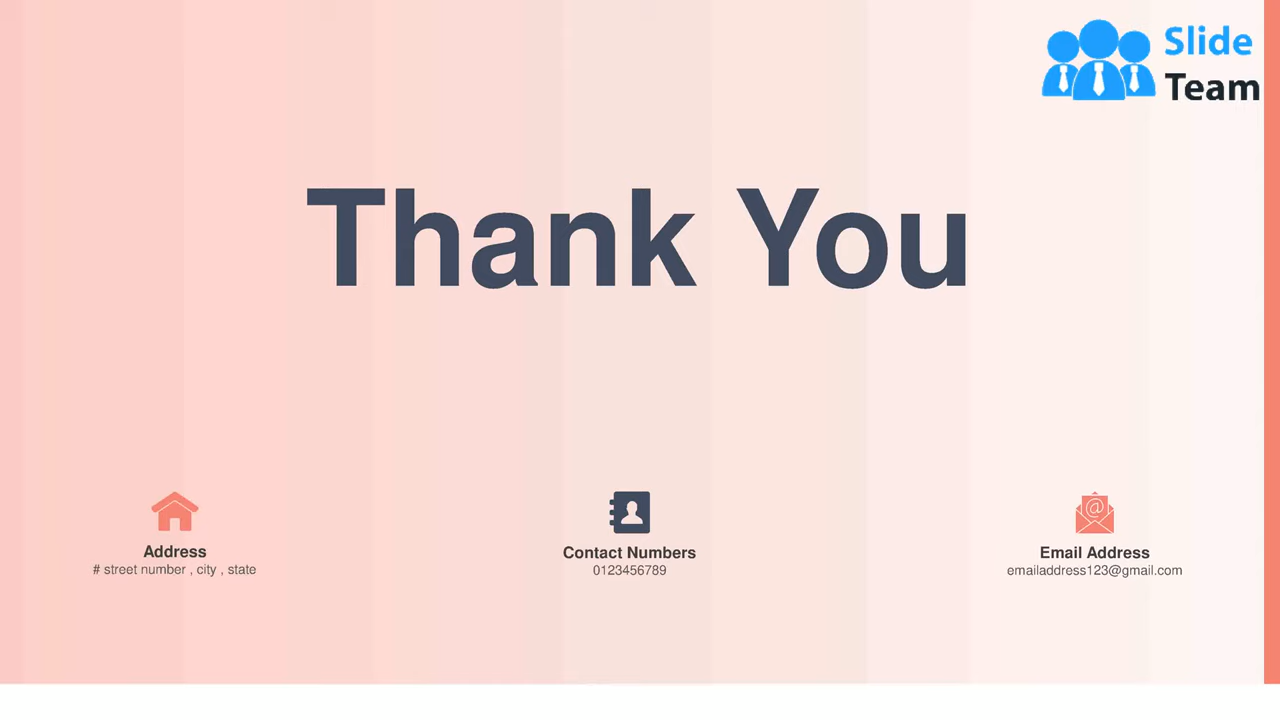 Slide
Team
Thank You
Address
# street number , city , state
Contact Numbers
0123456789
Email Address
emailaddress123@gmail.com